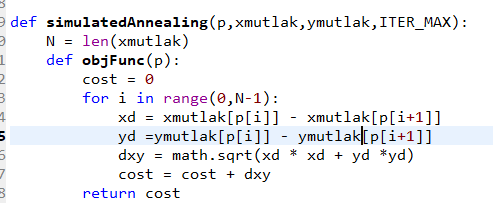 def simulatedAnnealing(p,xmutlak,ymutlak,ITER_MAX):
    N = len(xmutlak)
    def objFunc(p):
        cost = 0
        for i in range(0,N-1):
            xd = xmutlak[p[i]] - xmutlak[p[i+1]]
            yd =ymutlak[p[i]] - ymutlak[p[i+1]]
            dxy = math.sqrt(xd * xd + yd *yd)
            cost = cost + dxy
        return cost